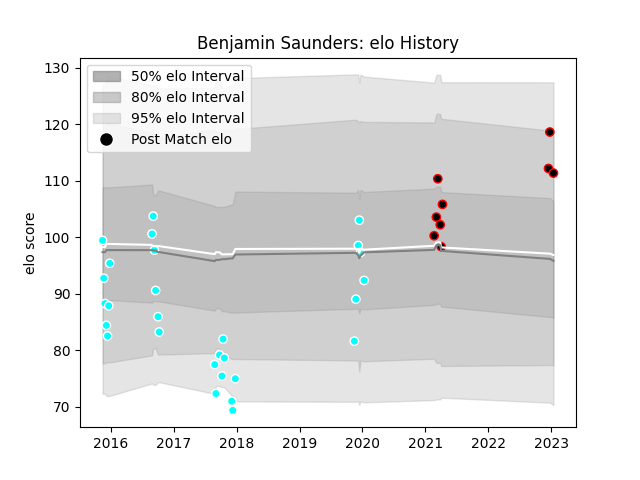 Benjamin Saunders: elo History
50% elo Interval
80% elo Interval
95% elo Interval
Post Match elo
elo score
130
120
110
100
90
80
70
2016 2017 2018 2019 2020 2021 2022 2023